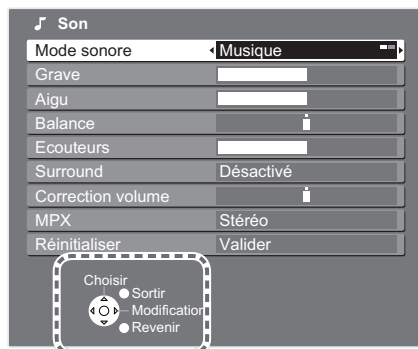 Son
Mode sonore Musique
Grave
Aigu
Balance
Ecouteurs
Surround Désactivé
Correction volume
MPX Stéréo
Réinitialiser Valider
Choisir
Sortir
Modification
Revenir